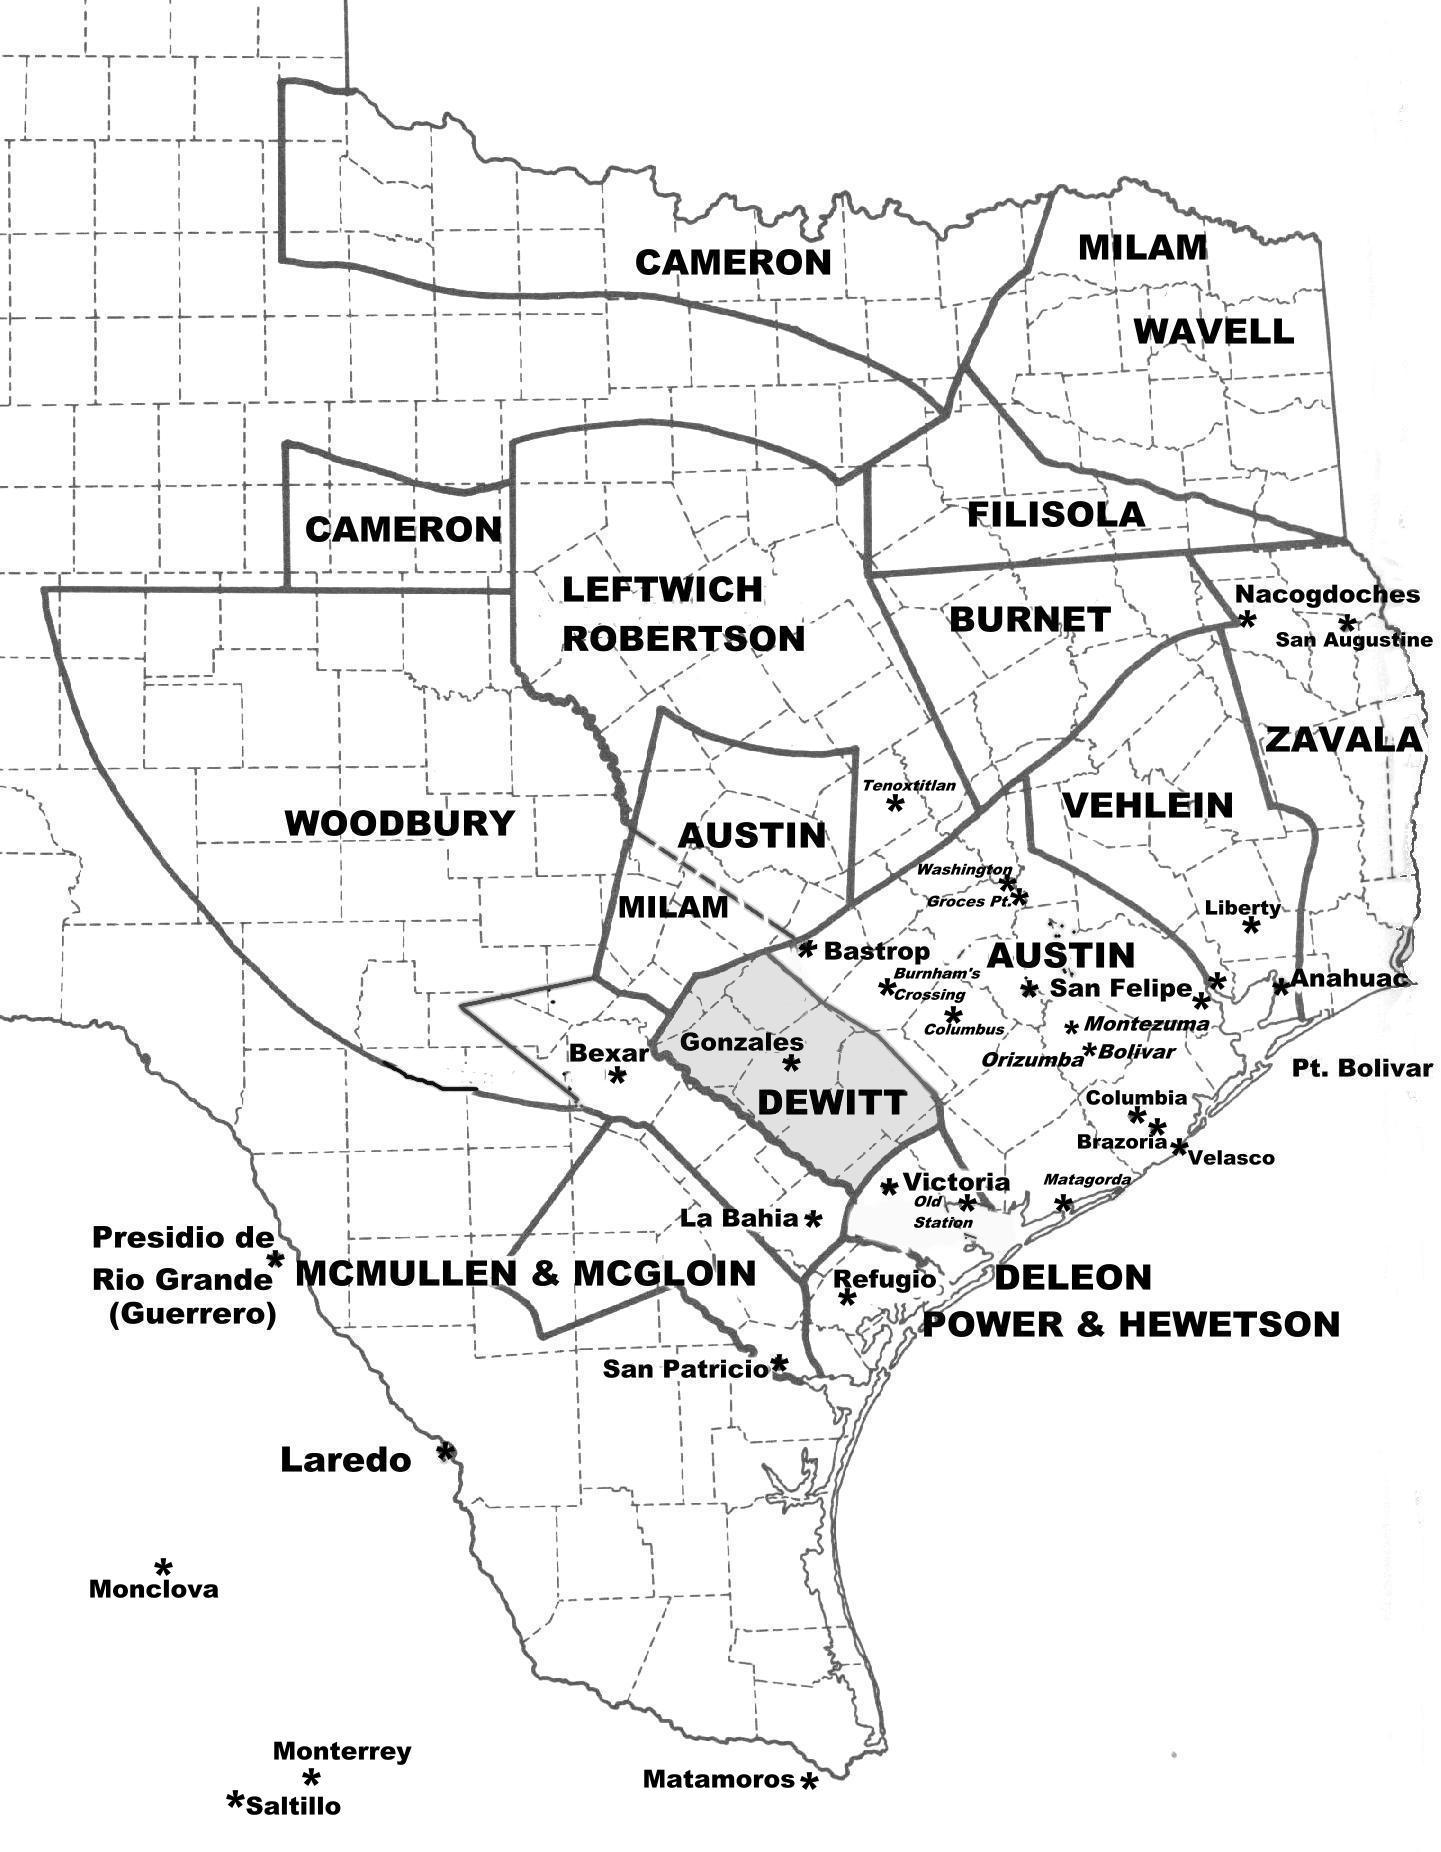 CAMERON
MILAM
WAVELL
CAMERON
FILISOLA
LEFTWICH
ROBERTSON
BURNET
Nacogdoches
San Augustine
ZAVALA
WOODBURY
Tenoxtitlan
VEHLEIN
AUSTIN
MILAM
Washington
Groces Pt.
Liberty
Bastrop
AUSTIN
Burnham's
Crossing
San Felipe
Anahuac
Columbus
Montezuma
Orizumba
Bolivar
Pt. Bolivar
Bexar
Gonzales
DEWITT
Columbia
Brazoria
Velasco
Victoria
Old
Station
Matagorda
La Bahia
Presidio de
Rio Grande
(Guerrero)
MCMULLEN & MCGLOIN
Refugio
DELEON
POWER & HEWETSON
San Patricio
Laredo
Monclova
Monterrey
Saltillo
Matamoros